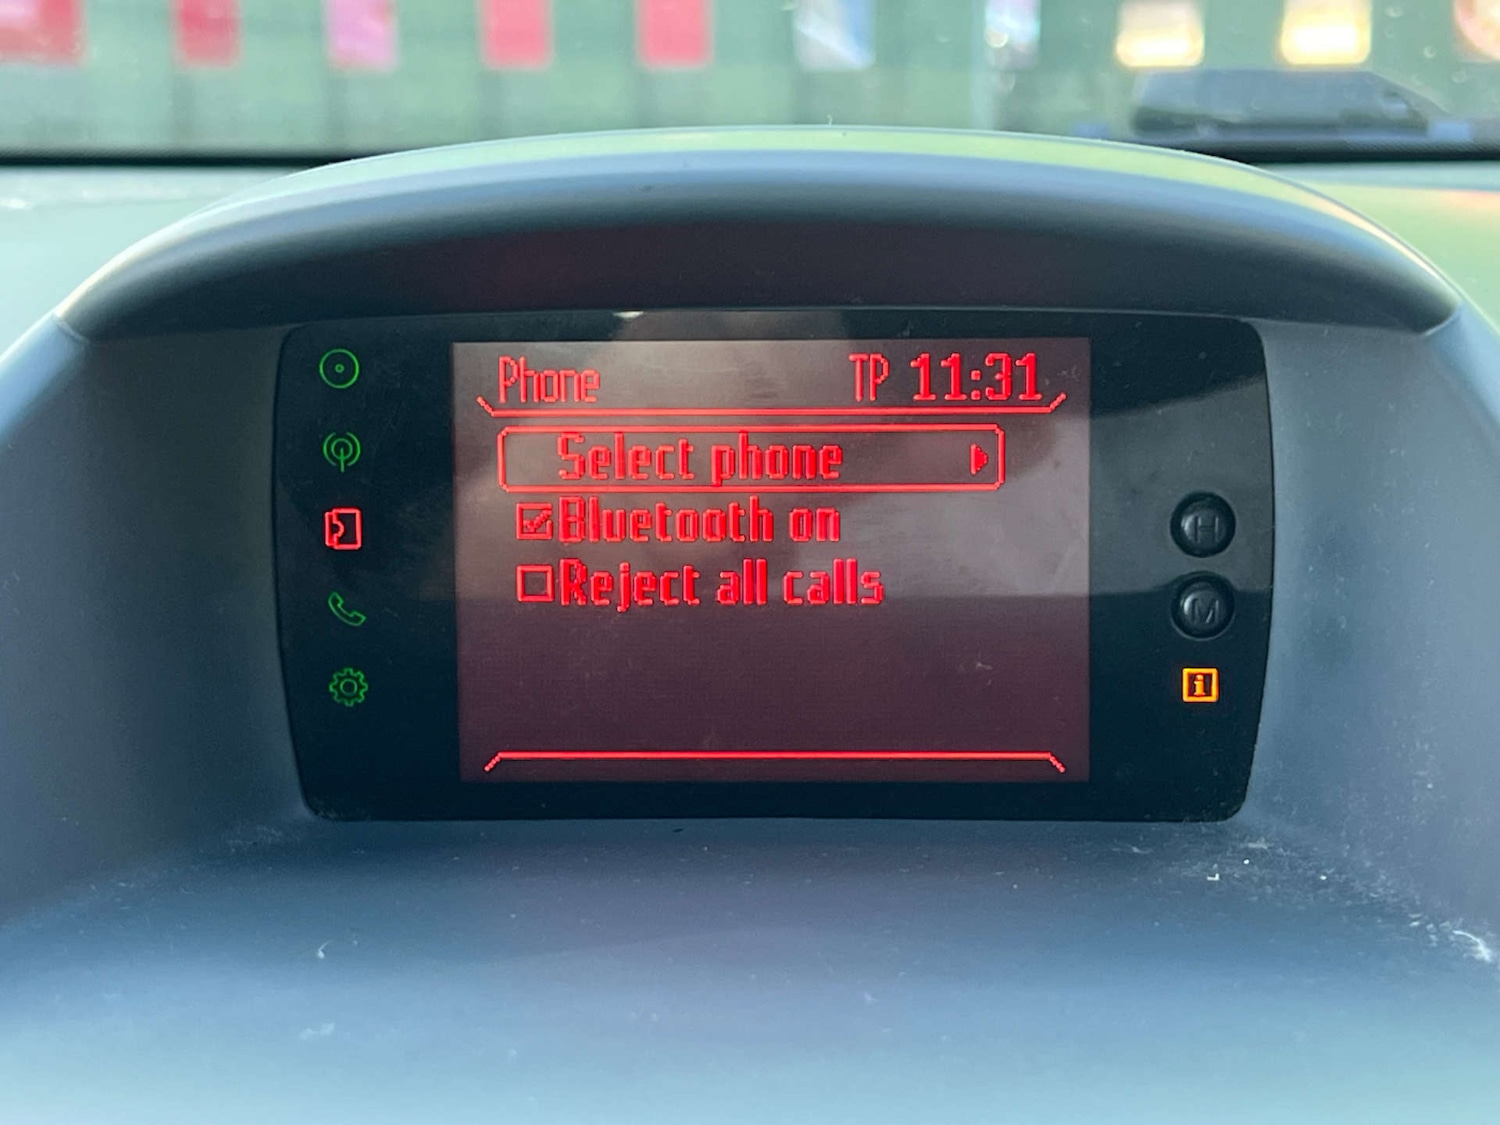 Phone TP 11:31
Select phone
Bluetooth on
Reject all calls
H
M
i